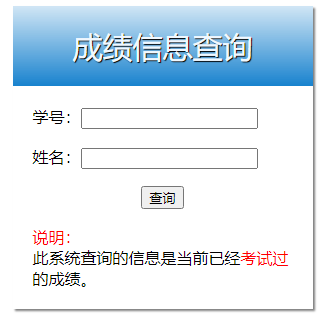 成绩信息查询
学号：
姓名：
查询
说明：
此系统查询的信息是当前已经考试过
的成绩。